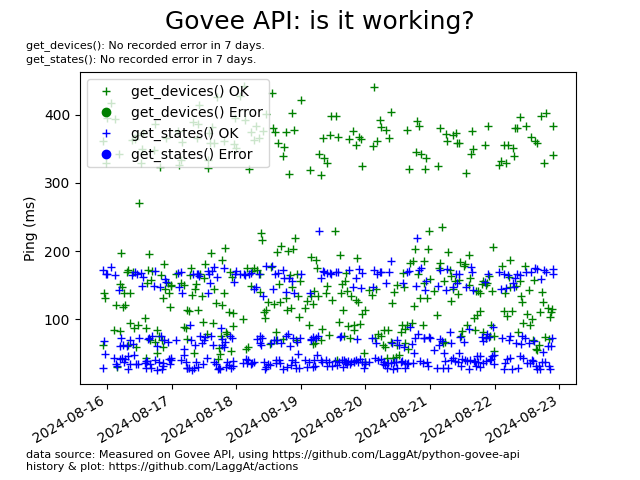 Govee API: is it working?
get_devices(): No recorded error in 7 days.
get_states(): No recorded error in 7 days.
get_devices() OK
get_devices() Error
get_states() OK
get_states() Error
Ping (ms)
400
300
200
100
2024-08-16
2024-08-17
2024-08-18
2024-08-19
2024-08-20
2024-08-21
2024-08-22
2024-08-23
data source: Measured on Govee API, using https://github.com/LaggAt/python-govee-api
history & plot: https://github.com/LaggAt/actions